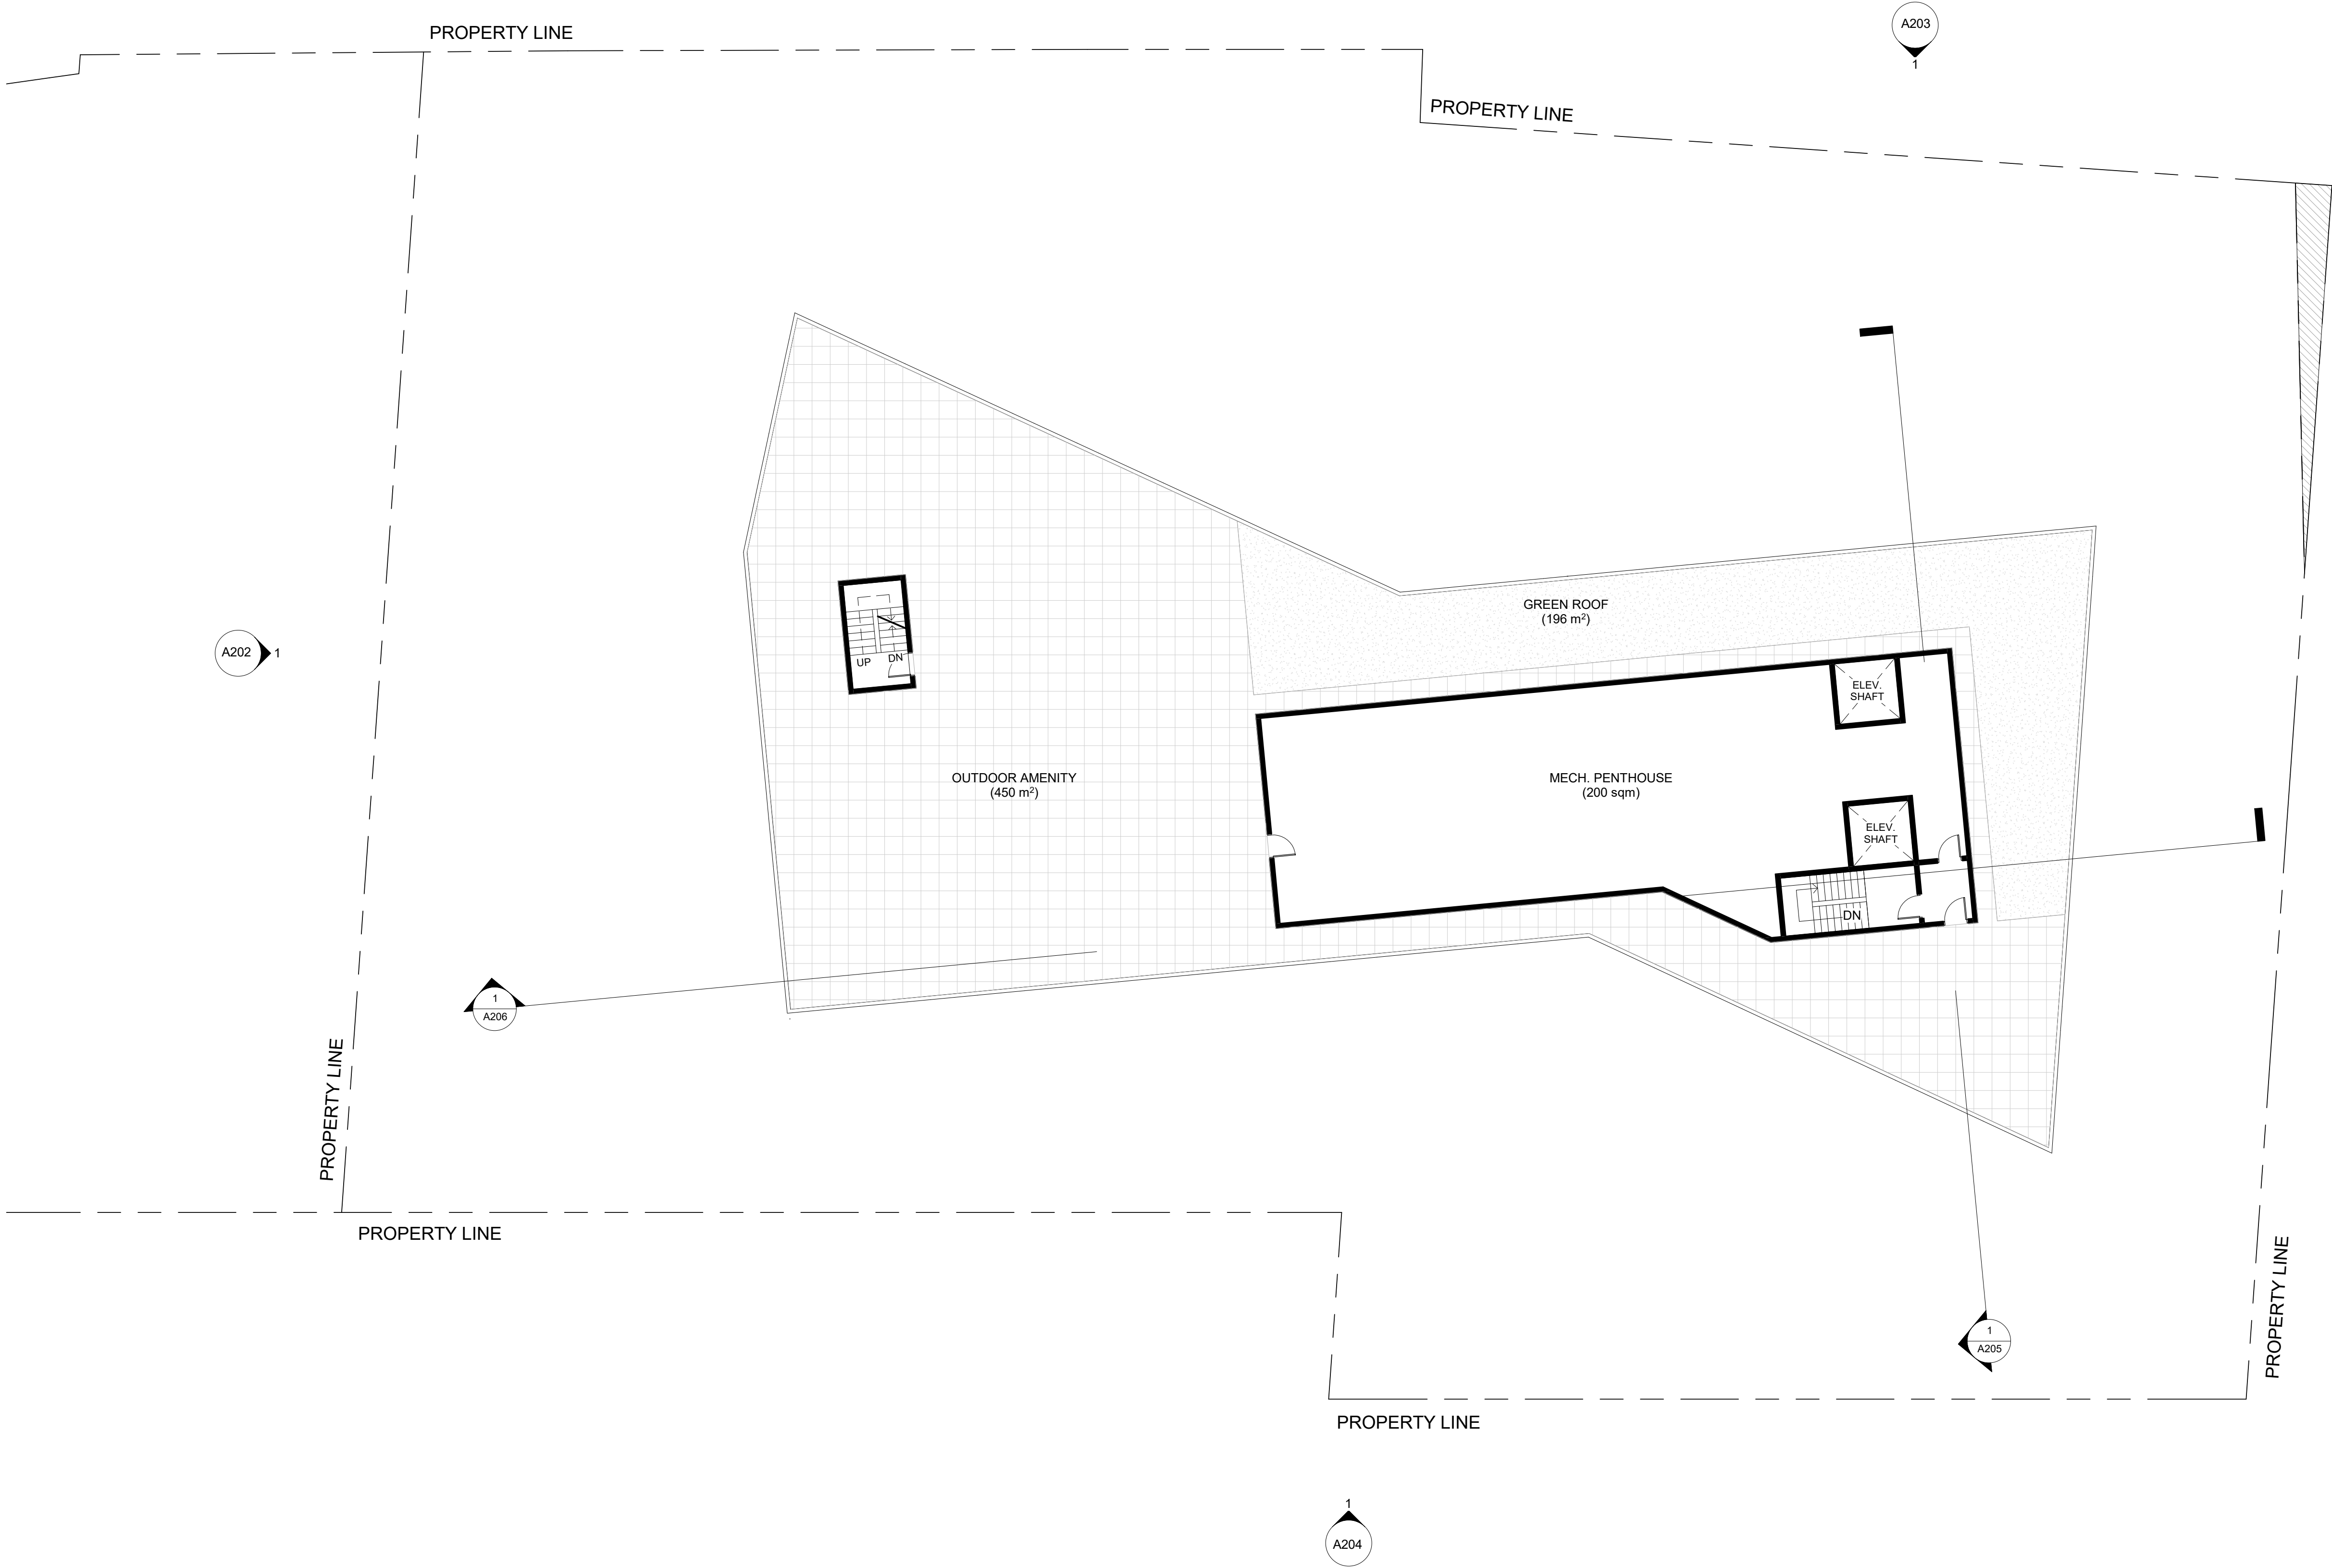 A203
1
PROPERTY LINE
PROPERTY LINE
GREEN ROOF
(196 m²)
A202
1
UP
DN
ELEV.
SHAFT
OUTDOOR AMENITY
(450 m²)
MECH. PENTHOUSE
(200 sqm)
ELEV.
SHAFT
DN
1
A206
PROPERTY LINE
PROPERTY LINE
PROPERTY LINE
1
A205
PROPERTY LINE
1
A204